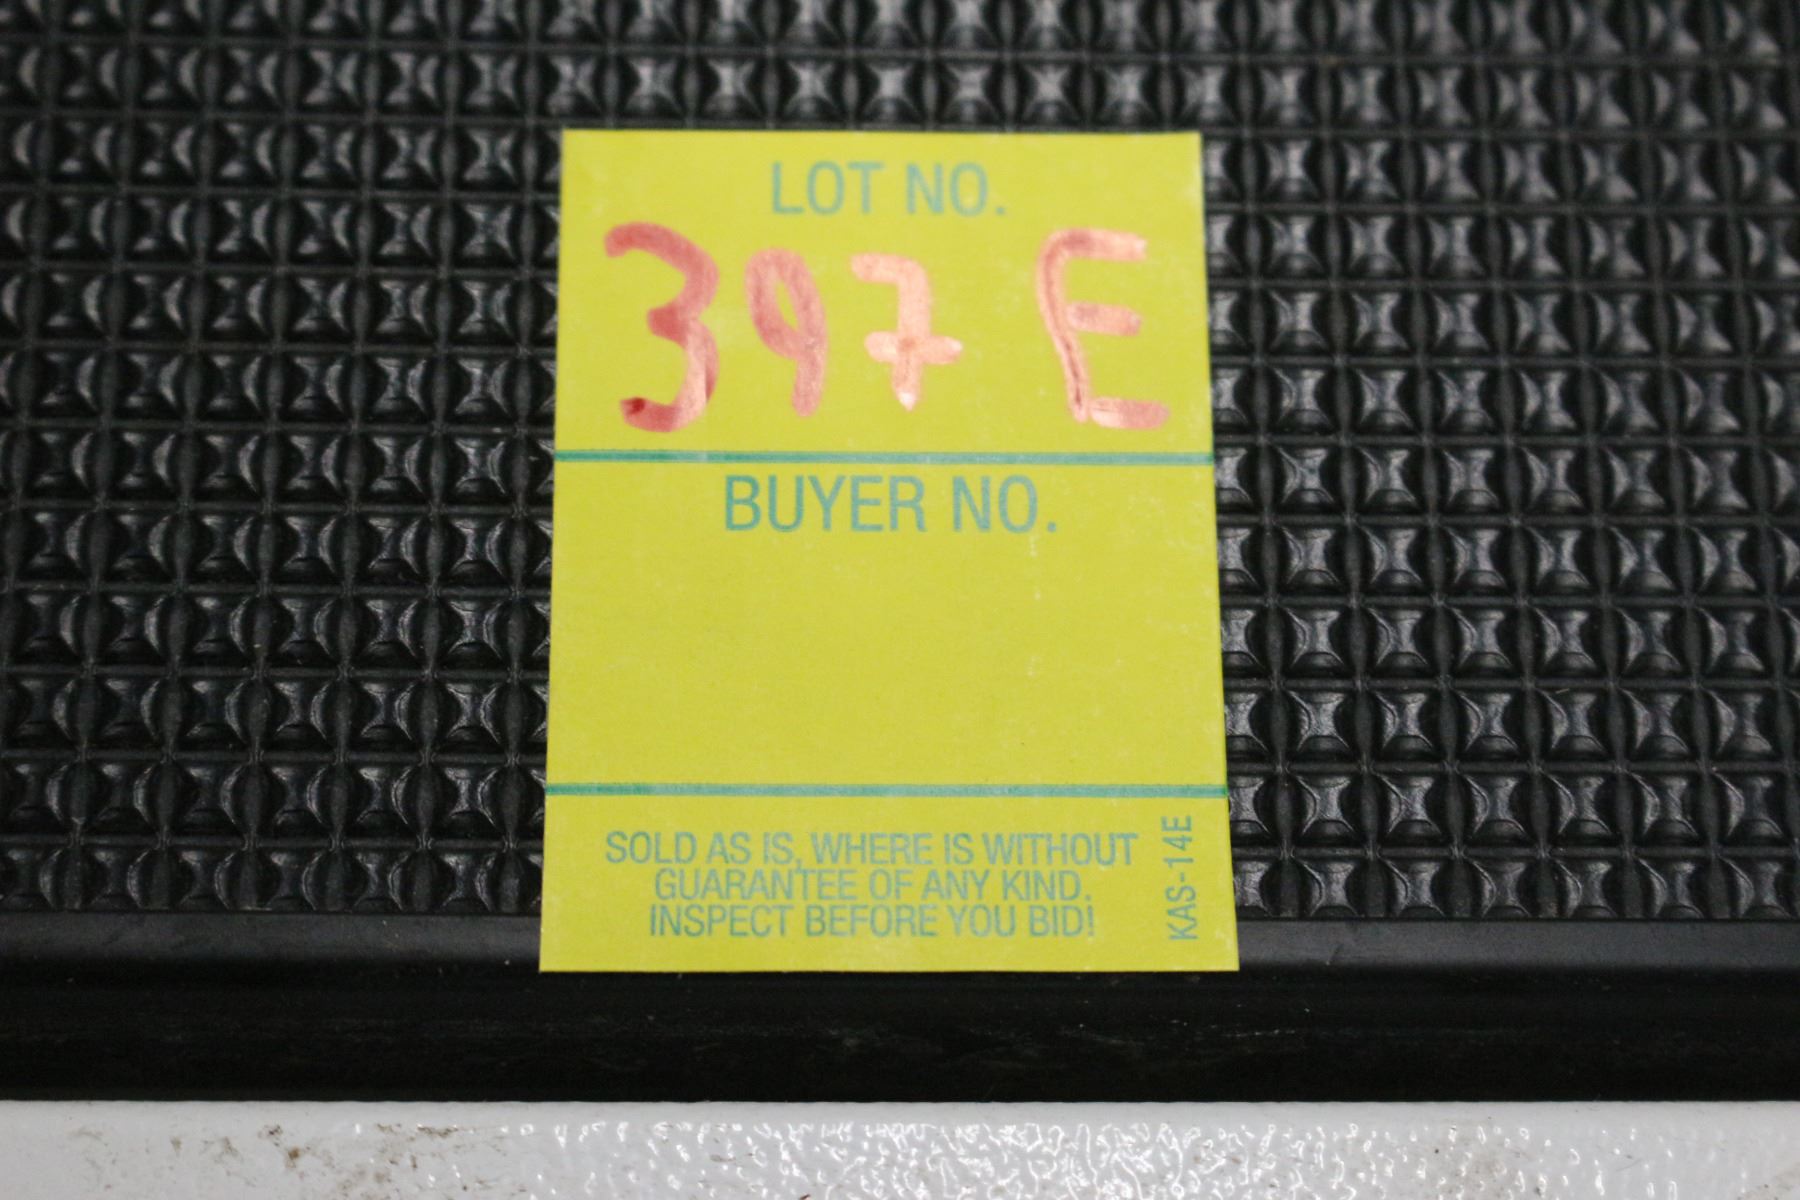 LOT NO.
397 E
BUYER NO.
SOLD AS IS, WHERE IS WITHOUT
GUARANTEE OF ANY KIND.
INSPECT BEFORE YOU BID!
KAS-14E